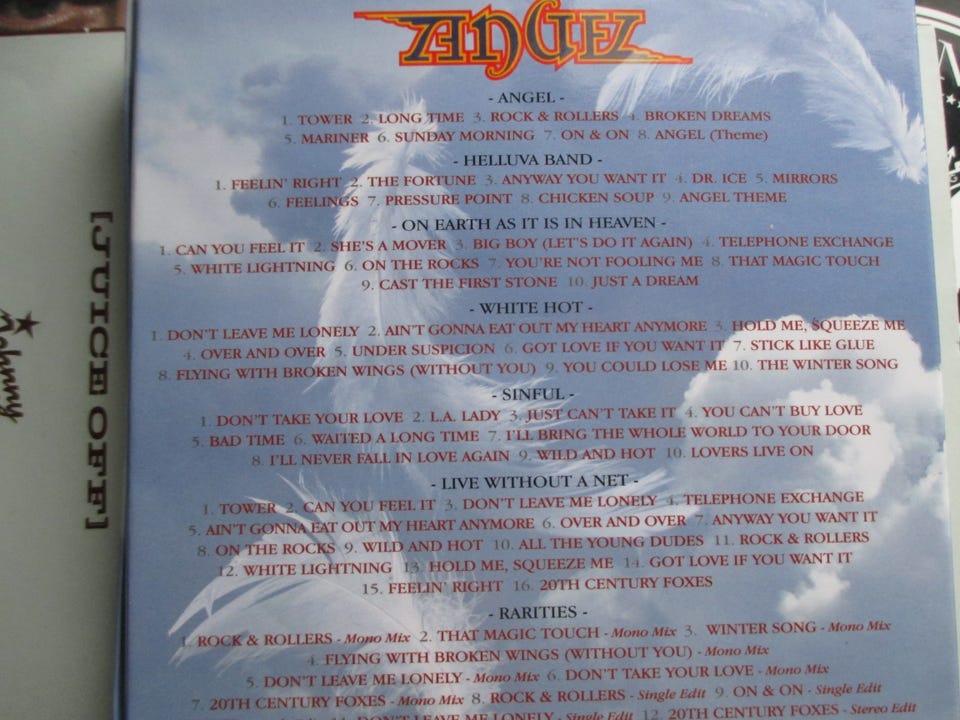 ANGEL
- ANGEL -
1. TOWER 2. LONG TIME 3. ROCK & ROLLERS 4. BROKEN DREAMS
5. MARINER 6. SUNDAY MORNING 7. ON & ON 8. ANGEL (Theme)
- HELLUVA BAND -
1. FEELIN' RIGHT 2. THE FORTUNE 3. ANYWAY YOU WANT IT 4. DR. ICE 5. MIRRORS
6. FEELINGS 7. PRESSURE POINT 8. CHICKEN SOUP 9. ANGEL THEME
- ON EARTH AS IT IS IN HEAVEN -
1. CAN YOU FEEL IT 2. SHE'S A MOVER 3. BIG BOY (LET'S DO IT AGAIN) 4. TELEPHONE EXCHANGE
5. WHITE LIGHTNING 6. ON THE ROCKS 7. YOU'RE NOT FOOLING ME 8. THAT MAGIC TOUCH
9. CAST THE FIRST STONE 10. JUST A DREAM
- WHITE HOT -
1. DON'T LEAVE ME LONELY 2. AIN'T GONNA EAT OUT MY HEART ANYMORE 3. HOLD ME, SQUEEZE ME
4. OVER AND OVER 5. UNDER SUSPICION 6. GOT LOVE IF YOU WANT IT 7. STICK LIKE GLUE
8. FLYING WITH BROKEN WINGS (WITHOUT YOU) 9. YOU COULD LOSE ME 10. THE WINTER SONG
- SINFUL -
1. DON'T TAKE YOUR LOVE 2. L.A. LADY 3. JUST CAN'T TAKE IT 4. YOU CAN'T BUY LOVE
5. BAD TIME 6. WAITED A LONG TIME 7. I'LL BRING THE WHOLE WORLD TO YOUR DOOR
8. I'LL NEVER FALL IN LOVE AGAIN 9. WILD AND HOT 10. LOVERS LIVE ON
- LIVE WITHOUT A NET -
1. TOWER 2. CAN YOU FEEL IT 3. DON'T LEAVE ME LONELY 4. TELEPHONE EXCHANGE
5. AIN'T GONNA EAT OUT MY HEART ANYMORE 6. OVER AND OVER 7. ANYWAY YOU WANT IT
8. ON THE ROCKS 9. WILD AND HOT 10. ALL THE YOUNG DUDES 11. ROCK & ROLLERS
12. WHITE LIGHTNING 13. HOLD ME, SQUEEZE ME 14. GOT LOVE IF YOU WANT IT
15. FEELIN' RIGHT 16. 20TH CENTURY FOXES
- RARITIES -
1. ROCK & ROLLERS - Mono Mix 2. THAT MAGIC TOUCH - Mono Mix 3. WINTER SONG - Mono Mix
4. FLYING WITH BROKEN WINGS (WITHOUT YOU) - Mono Mix
5. DON'T LEAVE ME LONELY - Mono Mix 6. DON'T TAKE YOUR LOVE - Mono Mix
7. 20TH CENTURY FOXES - Mono Mix 8. ROCK & ROLLERS - Single Edit 9. ON & ON - Single Edit
DON'T LEAVE ME LONELY - Single Edit 12. 20TH CENTURY FOXES - Stereo Edit
[JUICE OFF]
Johnny